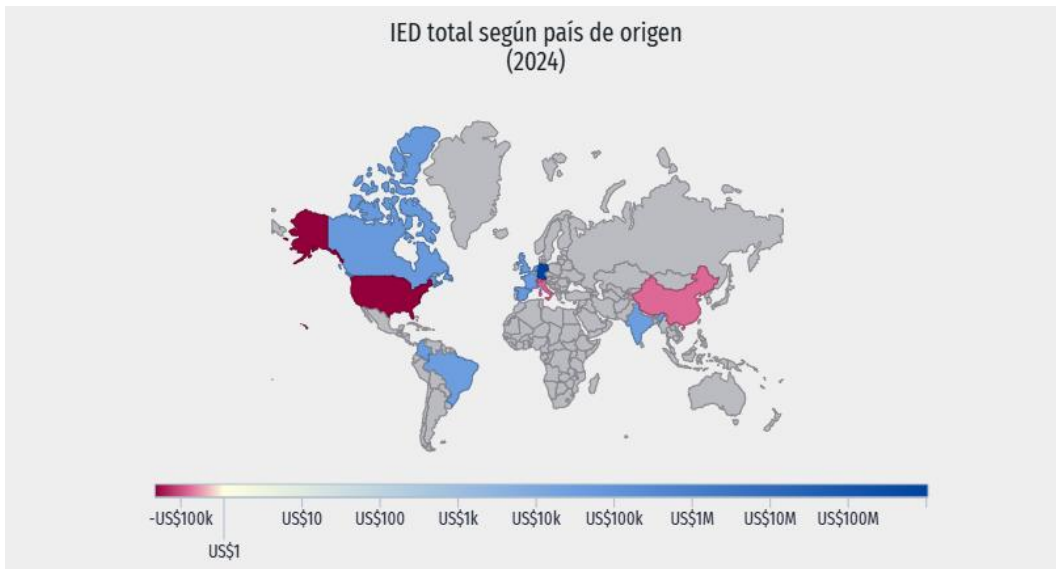 IED total según país de origen
(2024)
-US$100k
US$1
US$10
US$100
US$1k
US$10k
US$100k
US$1M
US$10M
US$100M